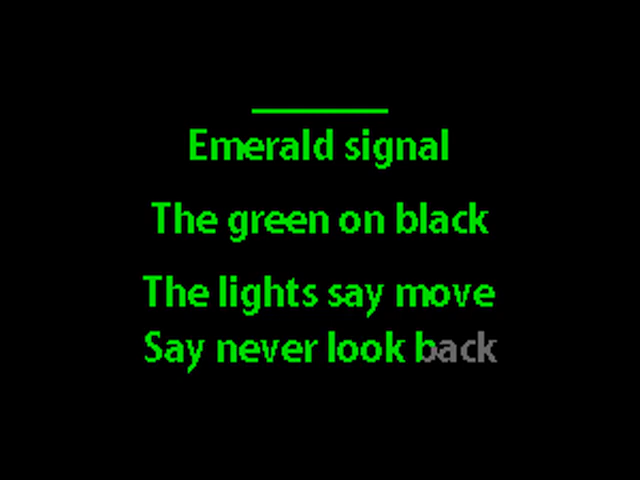 Emerald signal
The green on black
The lights say move
Say never look back